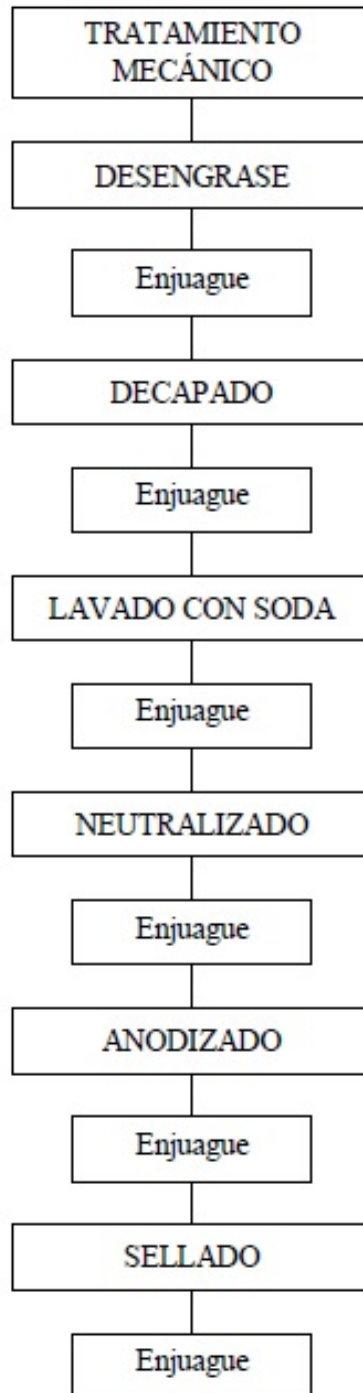 TRATAMIENTO
MECÁNICO
DESENGRASE
Enjuague
DECAPADO
Enjuague
LAVADO CON SODA
Enjuague
NEUTRALIZADO
Enjuague
ANODIZADO
Enjuague
SELLADO
Enjuague